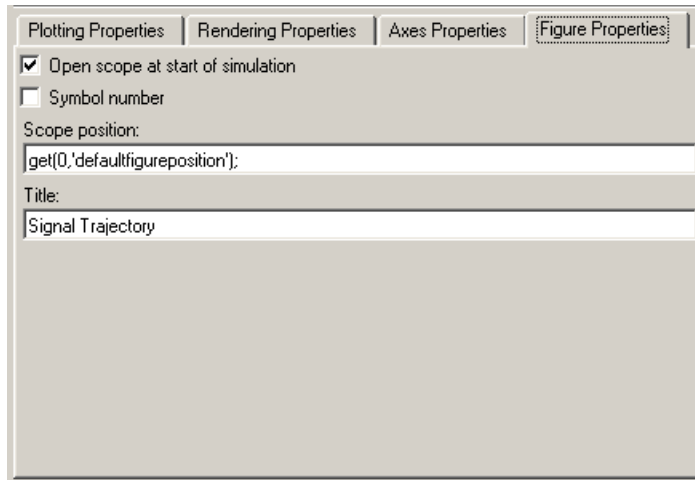 Plotting Properties Rendering Properties Axes Properties Figure Properties
Open scope at start of simulation
Symbol number
Scope position:
get(0,'defaultfigureposition');
Title:
Signal Trajectory